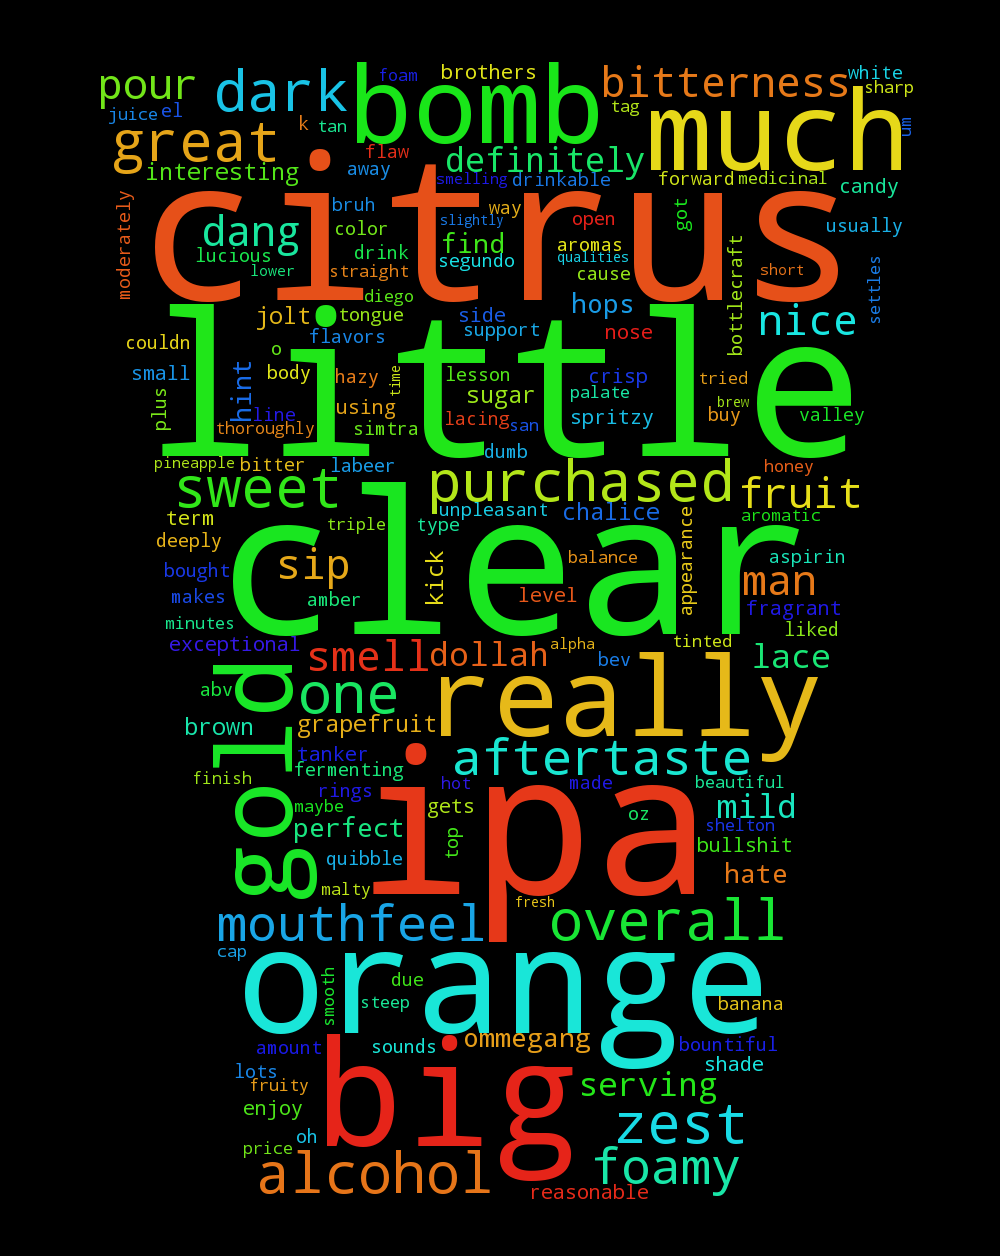 foam
brothers
bomb
white
pour
dark
bitterness
sharp
juice
el
k
tan
tag
much
um
great
flaw
definitely
interesting
away
smelling
drinkable
forward
medicinal
candy
moderately
citrus
bruh
way
open
got
usually
dang
color
slightly
find
aromas
lucious
drink
segundo
qualities
lower
straight
cause
short
bottlecraft
settles
diego
hops
jolt
tongue
side
support
nose
nice
flavors
couldn
o
little
small
hint
body
hazy
time
lesson
crisp
tried
plus
line
using
sugar
palate
brew
thoroughly
simtra
lacing
san
spritzy
buy
valley
dumb
pineapple
bitter
labeer
honey
sweet
purchased
fruit
term
triple
type
unpleasant
chalice
appearance
aromatic
deeply
clear
bought
sip
kick
balance
aspirin
makes
amber
level
man
fragrant
minutes
liked
exceptional
smell
dollah
alpha
tinted
bev
lace
abv
one
really
gold
brown
grapefruit
tanker
aftertaste
finish
fermenting
hot
made
beautiful
rings
maybe
gets
oz
mild
perfect
top
shelton
quibble
bullshit
malty
ipa
hate
fresh
mouthfeel
overall
cap
smooth
due
orange
steep
banana
amount
sounds
ommegang
bountiful
lots
shade
fruity
big
serving
enjoy
oh
zest
price
alcohol
foamy
reasonable